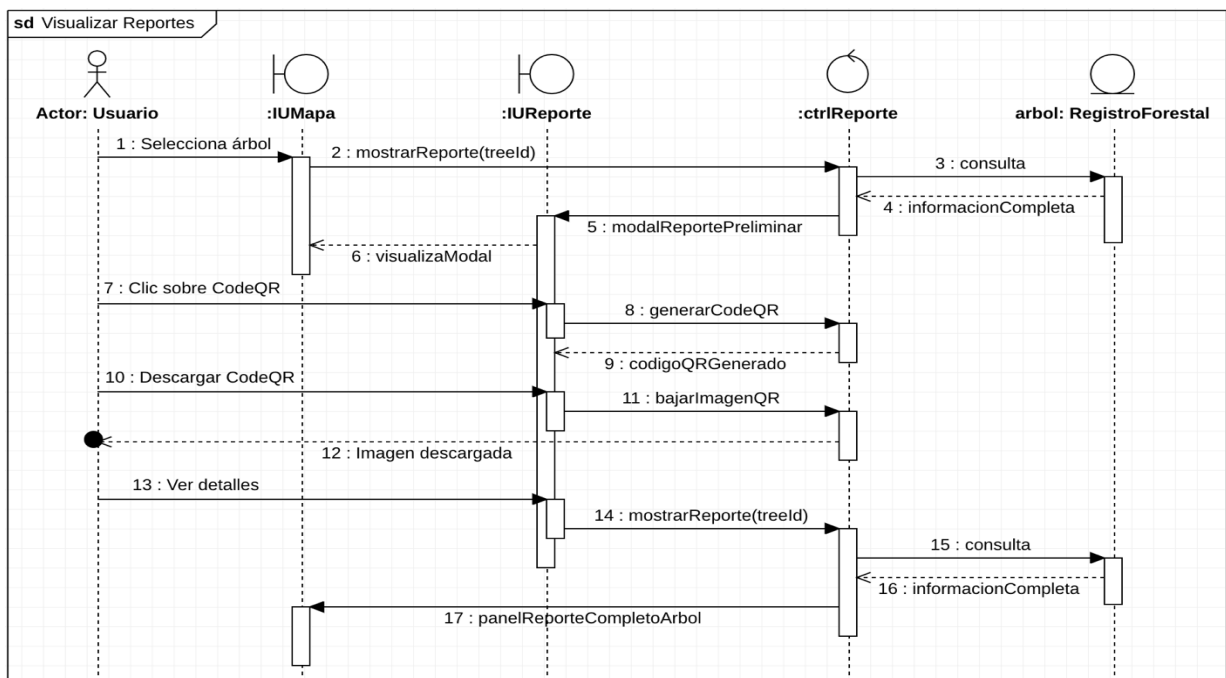 sd Visualizar Reportes
Actor: Usuario
:IUMapa
:IUReporte
:ctrlReporte
arbol: RegistroForestal
1 : Selecciona árbol
2 : mostrarReporte(treeId)
3 : consulta
4 : informacionCompleta
5 : modalReportePreliminar
6 : visualizaModal
7 : Clic sobre CodeQR
8 : generarCodeQR
9 : codigoQRGenerado
10 : Descargar CodeQR
11 : bajarImagenQR
12 : Imagen descargada
13 : Ver detalles
14 : mostrarReporte(treeId)
15 : consulta
16 : informacionCompleta
17 : panelReporteCompletoArbol